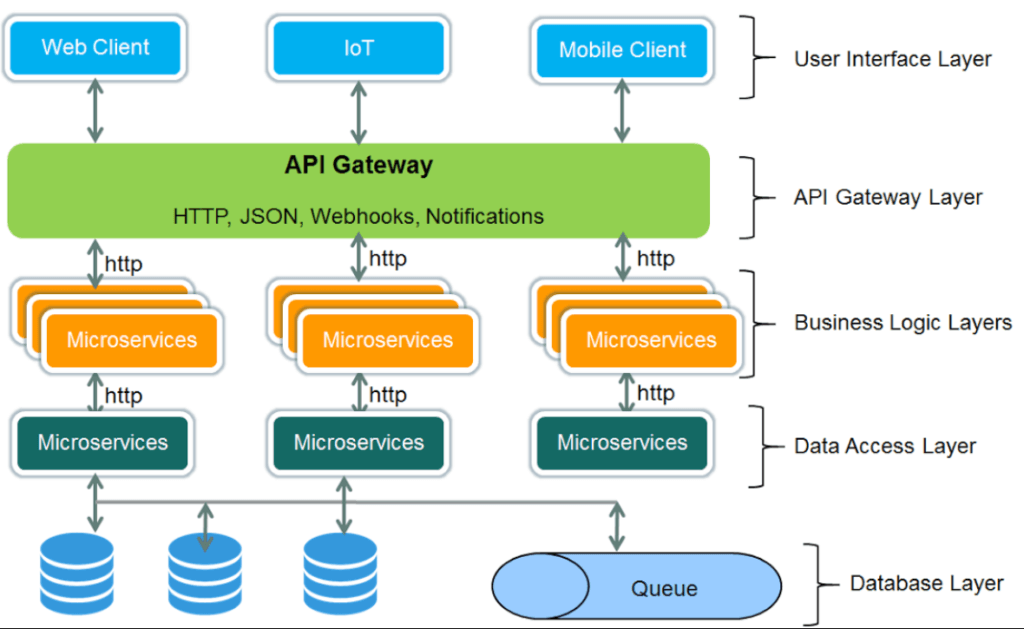 Web Client
IoT
Mobile Client
User Interface Layer
API Gateway
HTTP, JSON, Webhooks, Notifications
API Gateway Layer
http
http
http
Microservices
Microservices
Microservices
Business Logic Layers
http
http
http
Microservices
Microservices
Microservices
Data Access Layer
Queue
Database Layer